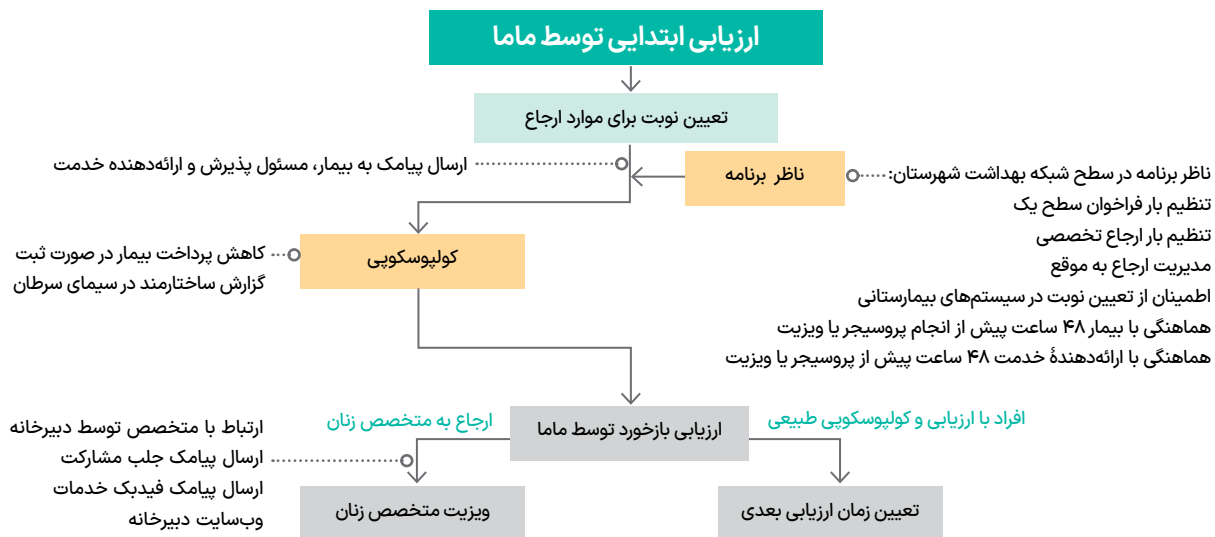 ارزیابی ابتدایی توسط ماما
تعیین نوبت برای موارد ارجاع
ارسال پیامک به بیمار، مسئول پذیرش و ارائه‌دهنده خدمت
ناظر برنامه
ناظر برنامه در سطح شبکه بهداشت شهرستان:
تنظیم بار فراخوان سطح یک
تنظیم بار ارجاع تخصصی
مدیریت ارجاع به موقع
اطمینان از تعیین نوبت در سیستم‌های بیمارستانی
هماهنگی با بیمار ۴۸ ساعت پیش از انجام پروسیجر یا ویزیت
هماهنگی با ارائه‌دهندهٔ خدمت ۴۸ ساعت پیش از پروسیجر یا ویزیت
کولپوسکوپی
کاهش پرداخت بیمار در صورت ثبت
گزارش ساختارمند در سیمای سرطان
ارزیابی بازخورد توسط ماما
افراد با ارزیابی و کولپوسکوپی طبیعی
ارجاع به متخصص زنان
تعیین زمان ارزیابی بعدی
ویزیت متخصص زنان
ارتباط با متخصص توسط دبیرخانه
ارسال پیامک جلب مشارکت
ارسال پیامک فیدبک خدمات
وب‌سایت دبیرخانه